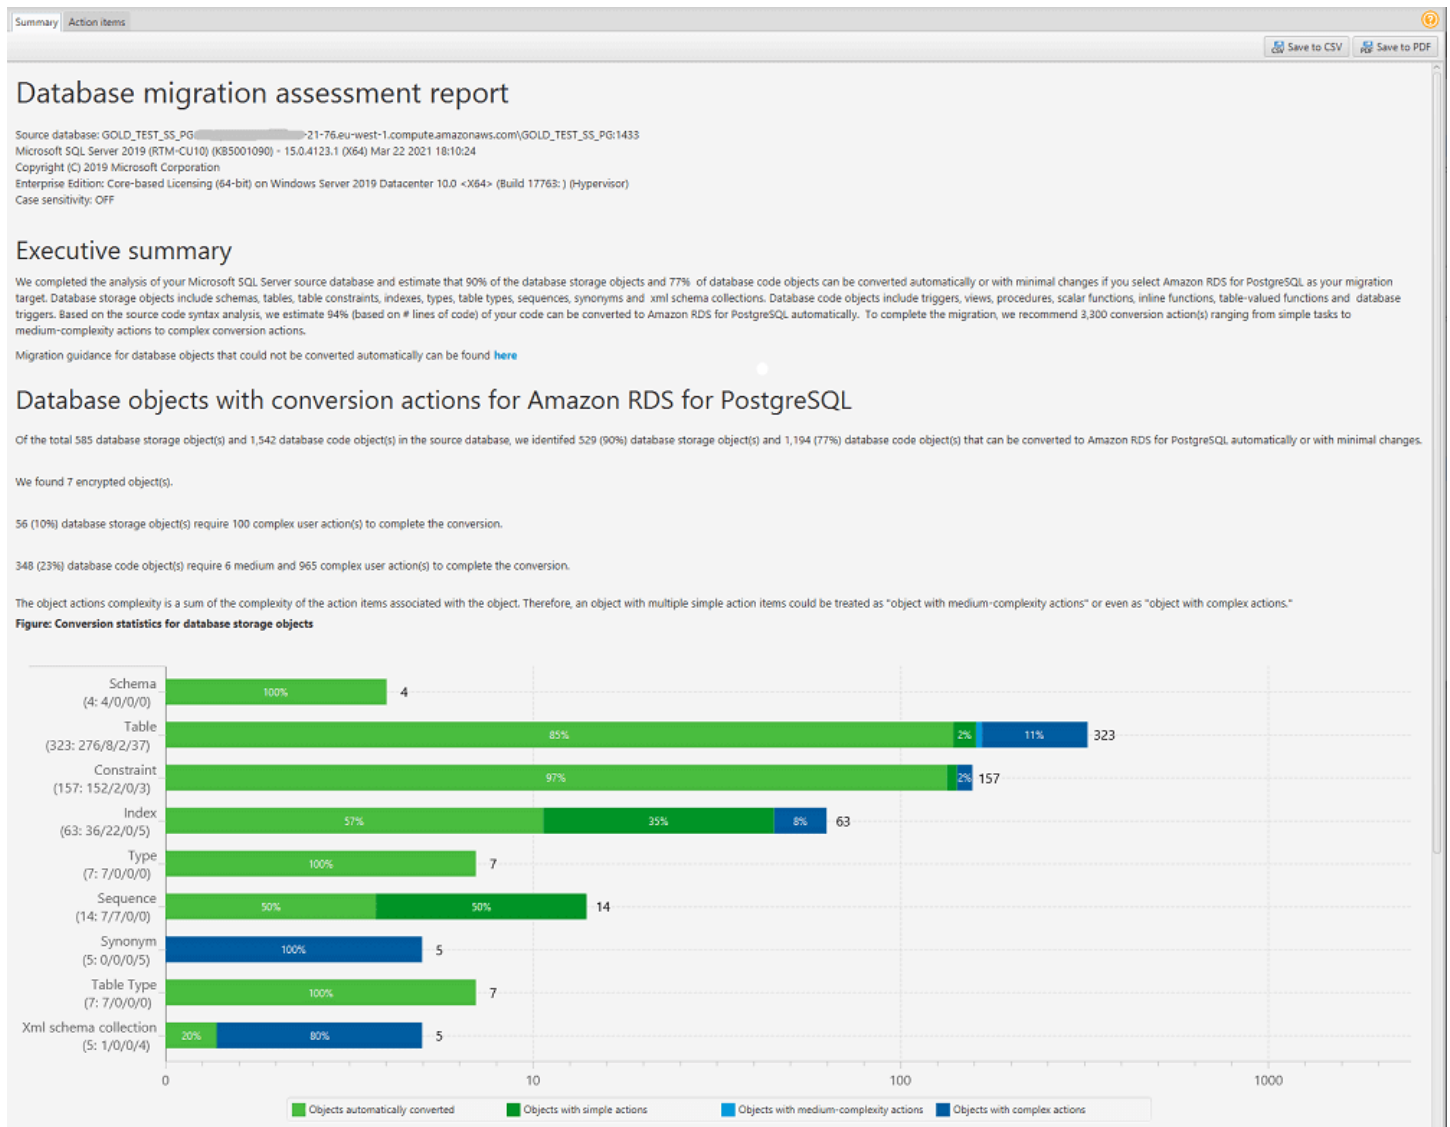 Summary Action items
Save to CSV Save to PDF
Database migration assessment report
Source database: GOLD_TEST_SS_PG -21-76.eu-west-1.compute.amazonaws.com\GOLD_TEST_SS_PG:1433
Microsoft SQL Server 2019 (RTM-CU10) (KB5001090) - 15.0.4123.1 (X64) Mar 22 2021 18:10:24
Copyright (C) 2019 Microsoft Corporation
Enterprise Edition: Core-based Licensing (64-bit) on Windows Server 2019 Datacenter 10.0 <X64> (Build 17763: ) (Hypervisor)
Case sensitivity: OFF
Executive summary
We completed the analysis of your Microsoft SQL Server source database and estimate that 90% of the database storage objects and 77% of database code objects can be converted automatically or with minimal changes if you select Amazon RDS for PostgreSQL as your migration
target. Database storage objects include schemas, tables, table constraints, indexes, types, table types, sequences, synonyms and xml schema collections. Database code objects include triggers, views, procedures, scalar functions, inline functions, table-valued functions and database
triggers. Based on the source code syntax analysis, we estimate 94% (based on # lines of code) of your code can be converted to Amazon RDS for PostgreSQL automatically. To complete the migration, we recommend 3,300 conversion action(s) ranging from simple tasks to
medium-complexity actions to complex conversion actions.
Migration guidance for database objects that could not be converted automatically can be found here
Database objects with conversion actions for Amazon RDS for PostgreSQL
Of the total 585 database storage object(s) and 1,542 database code object(s) in the source database, we identifed 529 (90%) database storage object(s) and 1,194 (77%) database code object(s) that can be converted to Amazon RDS for PostgreSQL automatically or with minimal changes.
We found 7 encrypted object(s).
56 (10%) database storage object(s) require 100 complex user action(s) to complete the conversion.
348 (23%) database code object(s) require 6 medium and 965 complex user action(s) to complete the conversion.
The object actions complexity is a sum of the complexity of the action items associated with the object. Therefore, an object with multiple simple action items could be treated as "object with medium-complexity actions" or even as "object with complex actions."
Figure: Conversion statistics for database storage objects
Schema
(4: 4/0/0/0)
100% 4
Table
(323: 276/8/2/37)
85% 2% 11% 323
Constraint
(157: 152/2/0/3)
97% 2% 157
Index
(63: 36/22/0/5)
57% 35% 8% 63
Type
(7: 7/0/0/0)
100% 7
Sequence
(14: 7/7/0/0)
50% 50% 14
Synonym
(5: 0/0/0/5)
100% 5
Table Type
(7: 7/0/0/0)
100% 7
Xml schema collection
(5: 1/0/0/4)
20% 80% 5
0 10 100 1000
Objects automatically converted Objects with simple actions Objects with medium-complexity actions Objects with complex actions